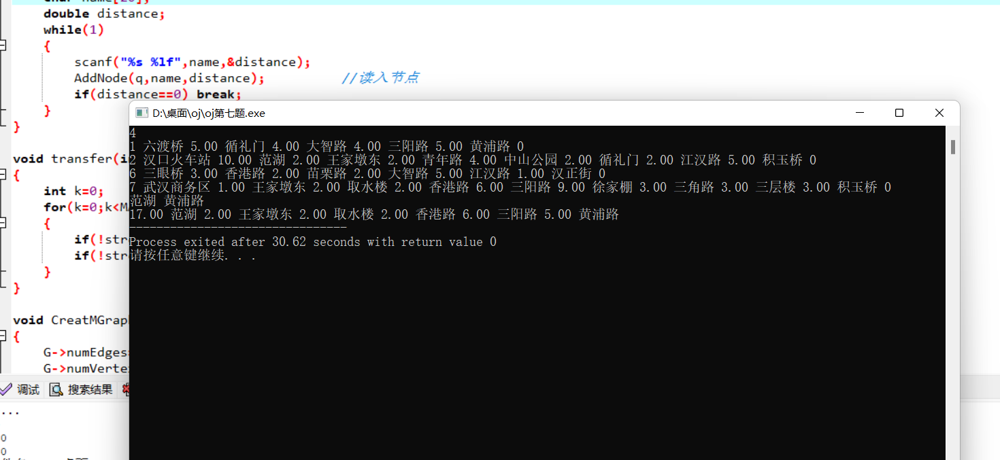 double distance;
while(1)
{
scanf("%s %lf",name,&distance);
AddNode(q,name,distance); //读入节点
if(distance==0) break;
}
}
void transfer(i
{
int k=0;
for(k=0;k<M
{
if(!str
if(!str
}
}
void CreatMGrap
{
G->numEdges
G->numVerte
调试 搜索结果
...
0
0
D:\桌面\oj\oj第七题.exe
4
1 六渡桥 5.00 循礼门 4.00 大智路 4.00 三阳路 5.00 黄浦路 0
2 汉口火车站 10.00 范湖 2.00 王家墩东 2.00 青年路 4.00 中山公园 2.00 循礼门 2.00 江汉路 5.00 积玉桥 0
6 三眼桥 3.00 香港路 2.00 苗栗路 2.00 大智路 5.00 江汉路 1.00 汉正街 0
7 武汉商务区 1.00 王家墩东 2.00 取水楼 2.00 香港路 6.00 三阳路 9.00 徐家棚 3.00 三角路 3.00 三层楼 3.00 积玉桥 0
范湖 黄浦路
17.00 范湖 2.00 王家墩东 2.00 取水楼 2.00 香港路 6.00 三阳路 5.00 黄浦路
--------------------------------
Process exited after 30.62 seconds with return value 0
请按任意键继续. . .